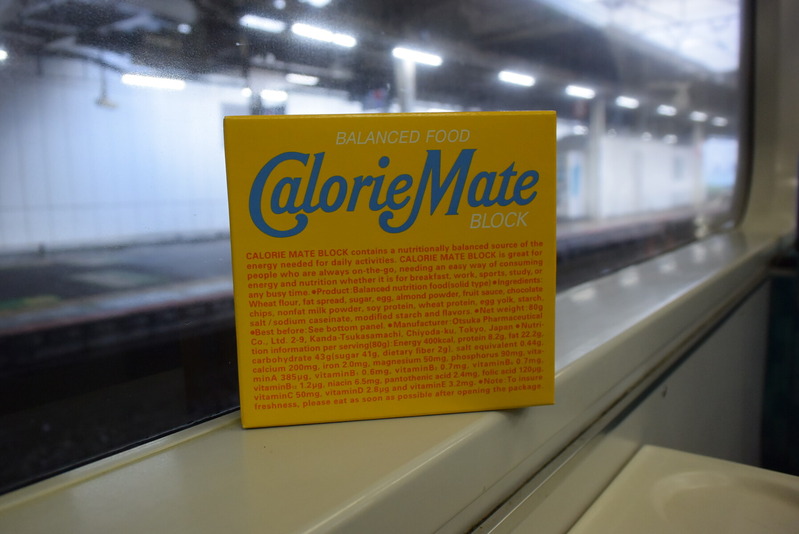 BALANCED FOOD
CalorieMate
BLOCK
CALORIE MATE BLOCK contains a nutritionally balanced source of the
energy needed for daily activities. CALORIE MATE BLOCK is great for
people who are always on-the-go, needing an easy way of consuming
energy and nutrition whether it is for breakfast, work, sports, study, or
any busy time. ●Product:Balanced nutrition food(solid type)●Ingredients:
Wheat flour, fat spread, sugar, egg, almond powder, fruit sauce, chocolate
chips, nonfat milk powder, soy protein, wheat protein, egg yolk, starch,
salt / sodium caseinate, modified starch and flavors. ●Net weight: 80g
●Best before: See bottom panel. ●Manufacturer:Otsuka Pharmaceutical
Co., Ltd. 2-9, Kanda-Tsukasamachi, Chiyoda-ku, Tokyo, Japan ●Nutri-
tion information per serving(80g): Energy 400kcal, protein 8.2g, fat 22.2g,
carbohydrate 43g(sugar 41g, dietary fiber 2g), salt equivalent 0.44g,
calcium 200mg, iron 2.0mg, magnesium 50mg, phosphorus 90mg, vita-
minA 385μg, vitaminB₁ 0.6mg, vitaminB₂ 0.7mg, vitaminB₆ 0.7mg,
vitaminB₁₂ 1.2μg, niacin 6.5mg, pantothenic acid 2.4mg, folic acid 120μg,
vitaminC 50mg, vitaminD 2.8μg and vitaminE 3.2mg. ●Note:To insure
freshness, please eat as soon as possible after opening the package